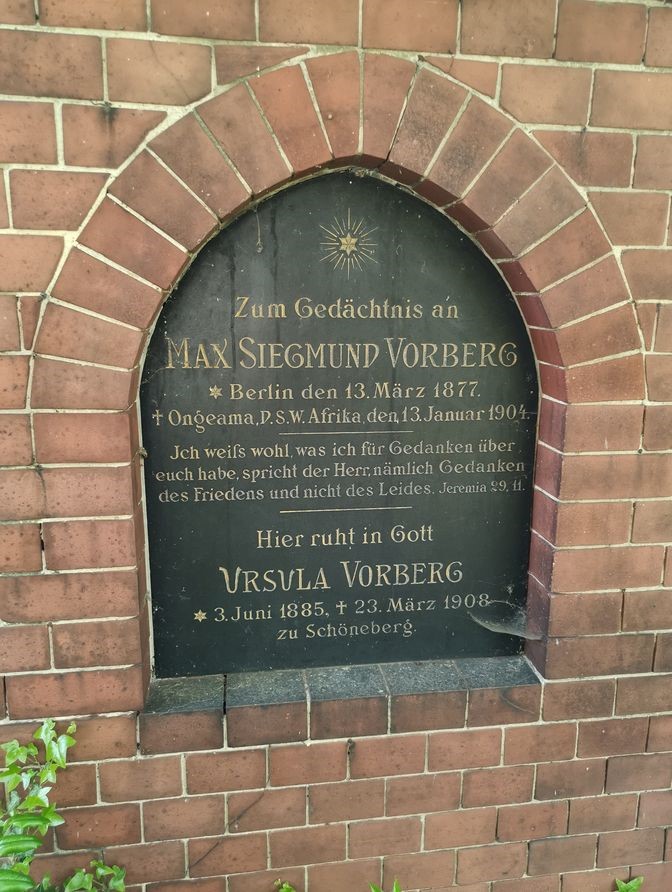 Zum Gedächtnis an
MAX SIEGMUND VORBERG
* Berlin den 13. März 1877.
† Ongeama, D.S.W. Afrika, den 13. Januar 1904.
Jch weiſs wohl, was ich für Gedanken über
euch habe, spricht der Herr, nämlich Gedanken
des Friedens und nicht des Leides. Jeremia 29, 11.
Hier ruht in Gott
URSULA VORBERG
* 3. Juni 1885, † 23. März 1908
zu Schöneberg.